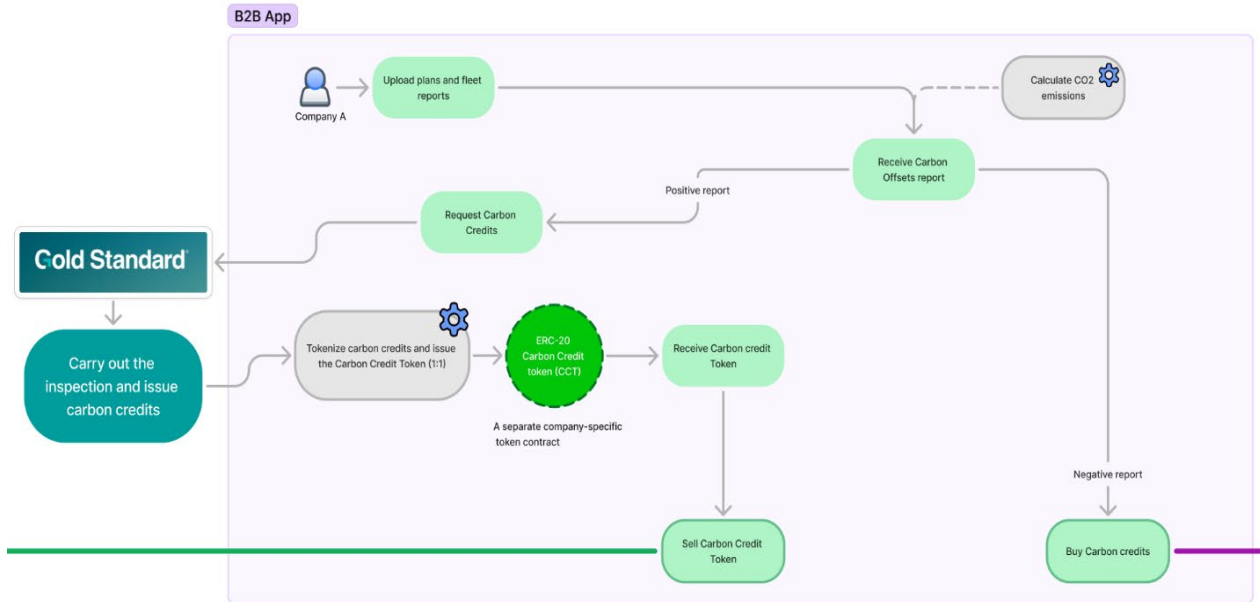 B2B App
Company A
Upload plans and fleet
reports
Calculate CO2
emissions
Receive Carbon
Offsets report
Positive report
Request Carbon
Credits
Gold Standard
Carry out the
inspection and issue
carbon credits
Tokenize carbon credits and issue
the Carbon Credit Token (1:1)
ERC-20
Carbon Credit
token (CCT)
A separate company-specific
token contract
Receive Carbon credit
Token
Negative report
Sell Carbon Credit
Token
Buy Carbon credits